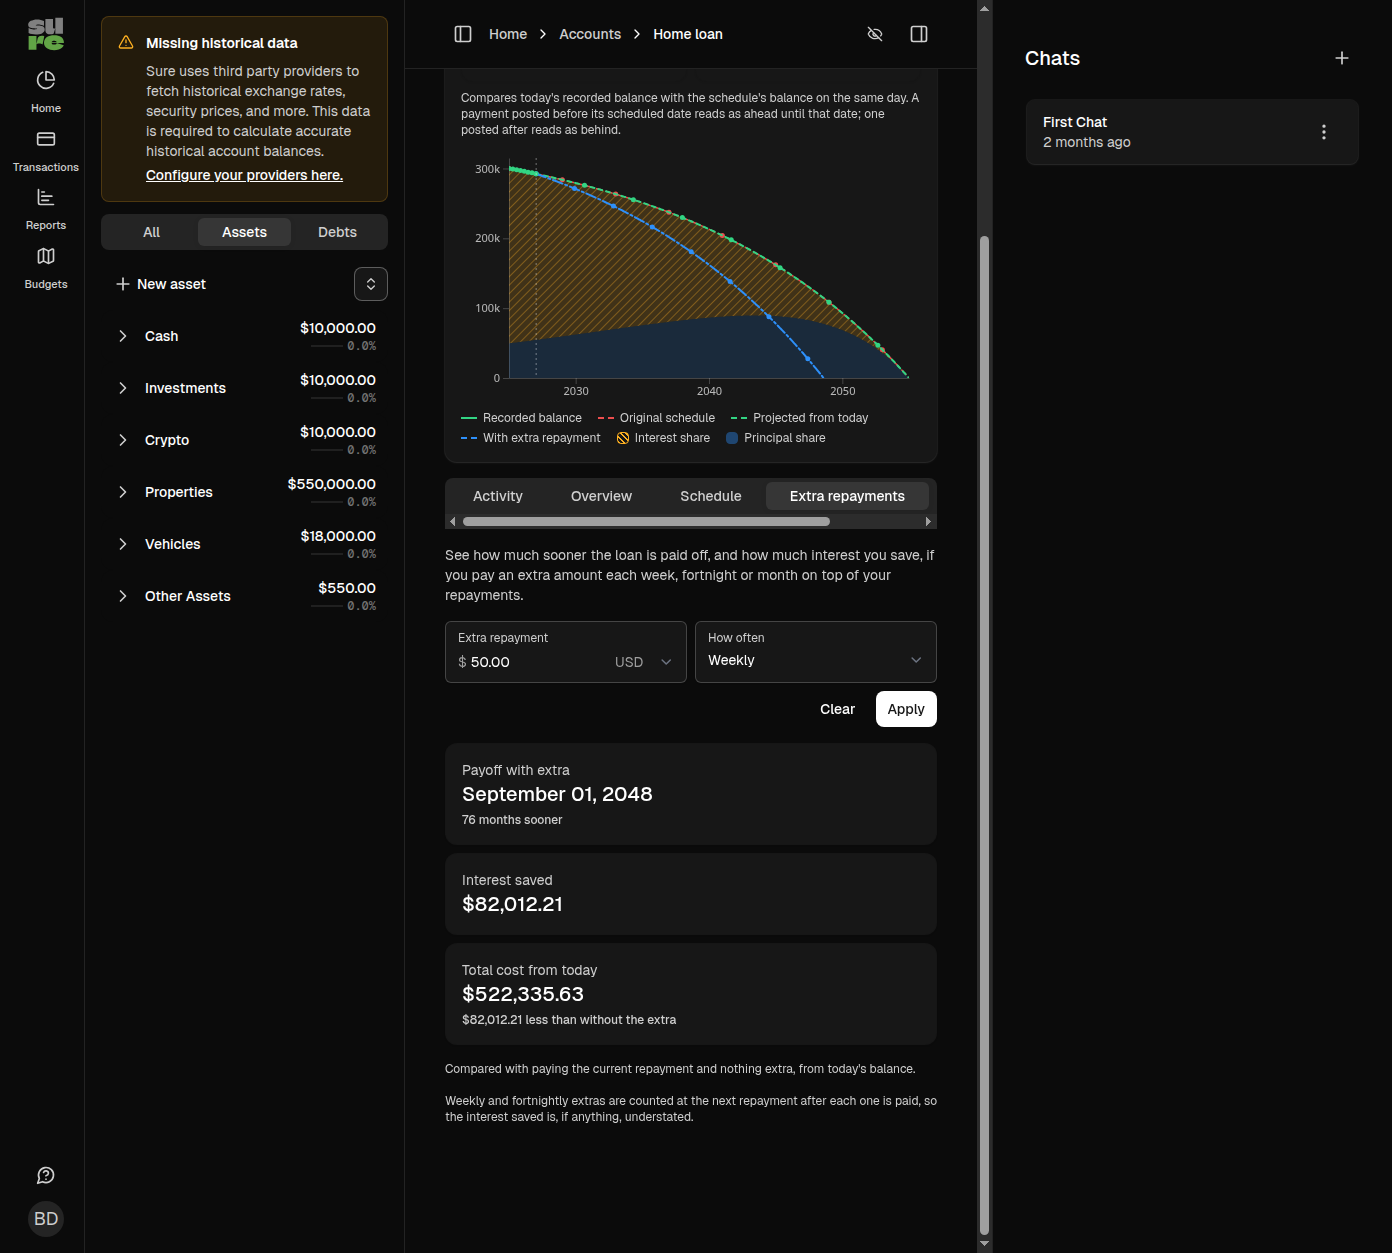 sure
Home
Transactions
Reports
Budgets
BD
Missing historical data
Sure uses third party providers to
fetch historical exchange rates,
security prices, and more. This data
is required to calculate accurate
historical account balances.
Configure your providers here.
All
Assets
Debts
New asset
Cash
$10,000.00
0.0%
Investments
$10,000.00
0.0%
Crypto
$10,000.00
0.0%
Properties
$550,000.00
0.0%
Vehicles
$18,000.00
0.0%
Other Assets
$550.00
0.0%
Home > Accounts > Home loan
Compares today's recorded balance with the schedule's balance on the same day. A
payment posted before its scheduled date reads as ahead until that date; one
posted after reads as behind.
300k
200k
100k
0
2030
2040
2050
Recorded balance
Original schedule
Projected from today
With extra repayment
Interest share
Principal share
Activity
Overview
Schedule
Extra repayments
See how much sooner the loan is paid off, and how much interest you save, if
you pay an extra amount each week, fortnight or month on top of your
repayments.
Extra repayment
$ 50.00
USD
How often
Weekly
Clear
Apply
Payoff with extra
September 01, 2048
76 months sooner
Interest saved
$82,012.21
Total cost from today
$522,335.63
$82,012.21 less than without the extra
Compared with paying the current repayment and nothing extra, from today's balance.
Weekly and fortnightly extras are counted at the next repayment after each one is paid, so
the interest saved is, if anything, understated.
Chats
First Chat
2 months ago